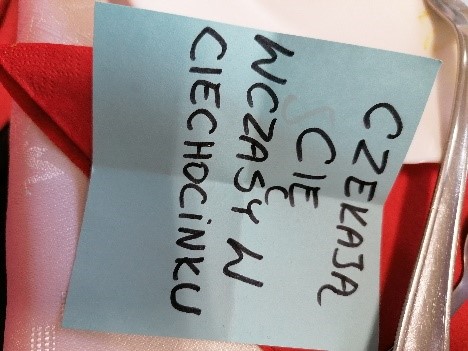 CZEKAJĄ
CIĘ
WCZASY W
CIECHOCiNKU